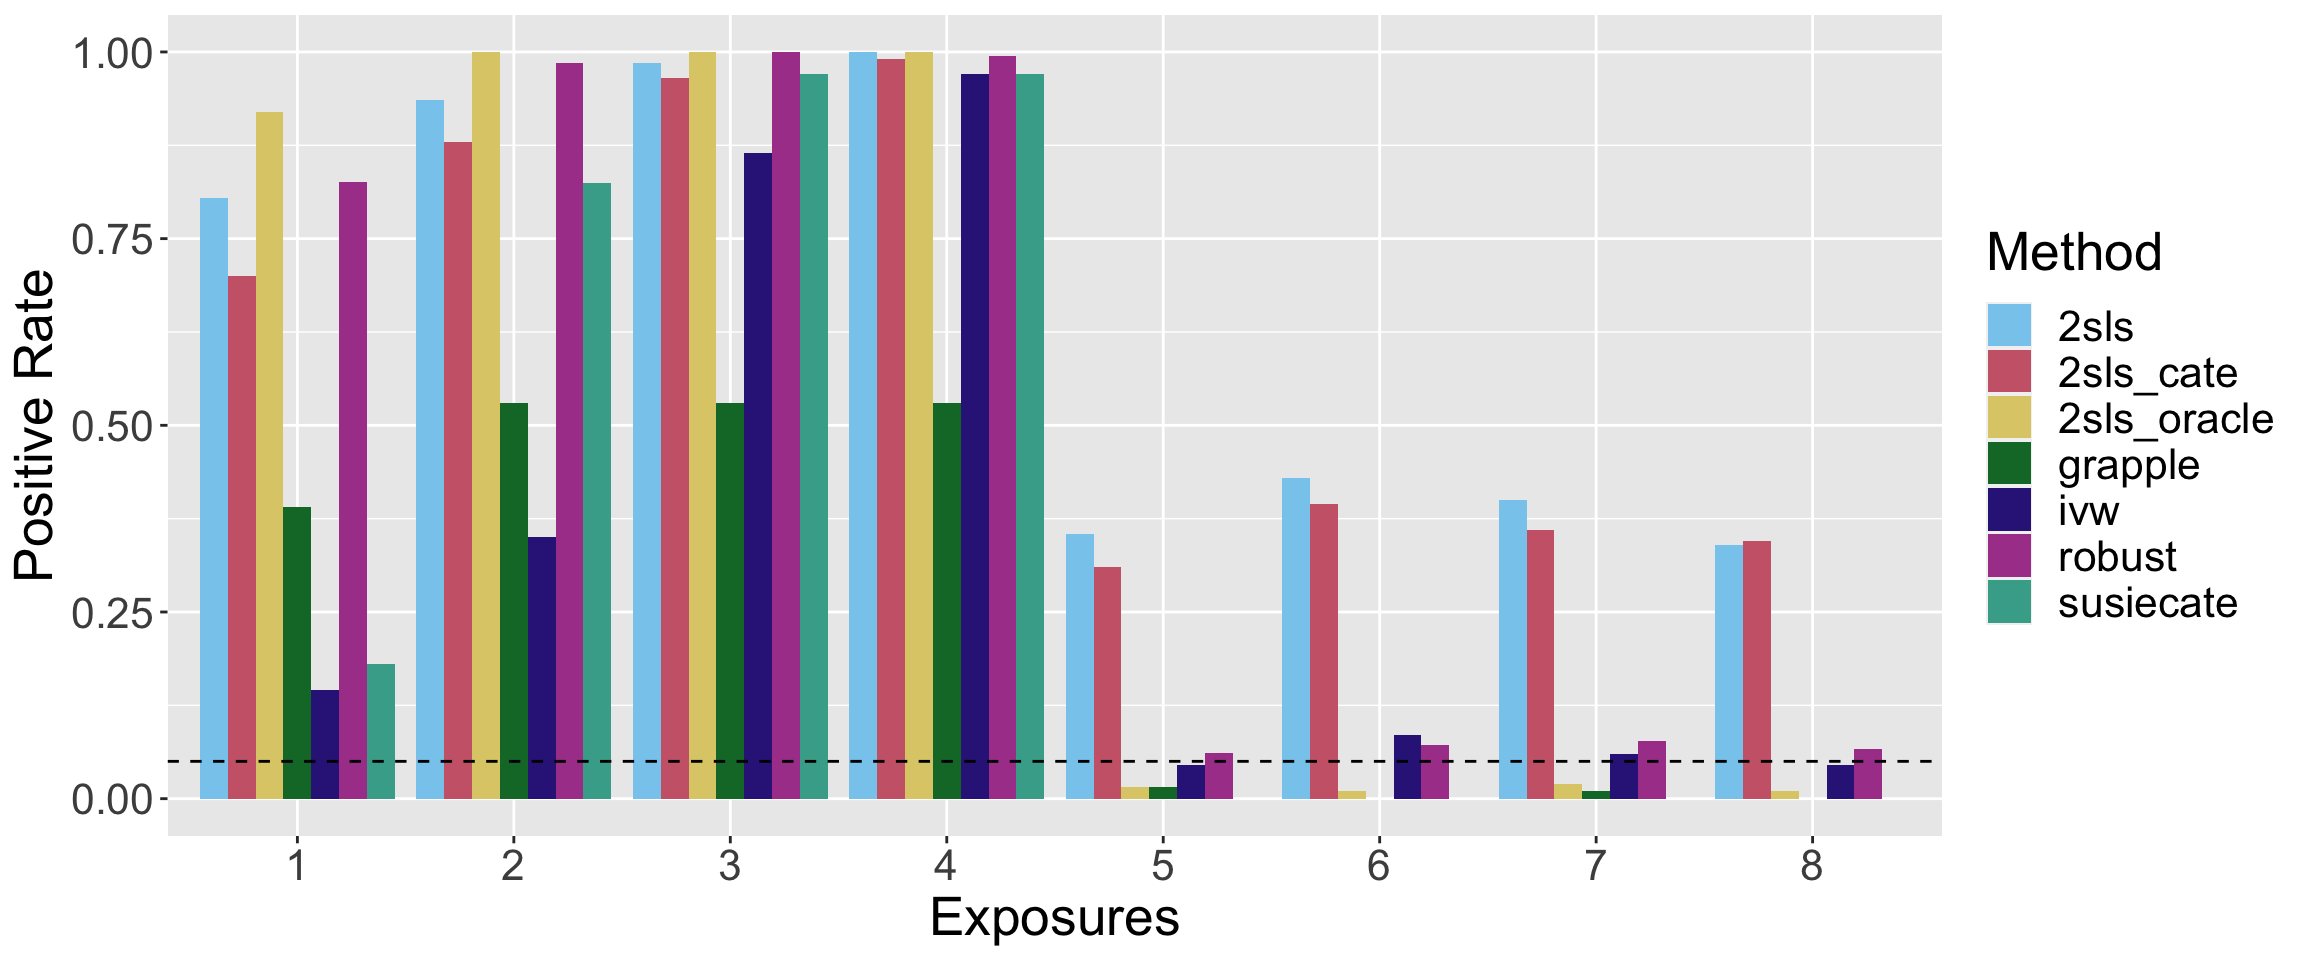 1.00
0.75
0.50
0.25
0.00
Positive Rate
1 2 3 4 5 6 7 8
Exposures
Method
2sls
2sls_cate
2sls_oracle
grapple
ivw
robust
susiecate